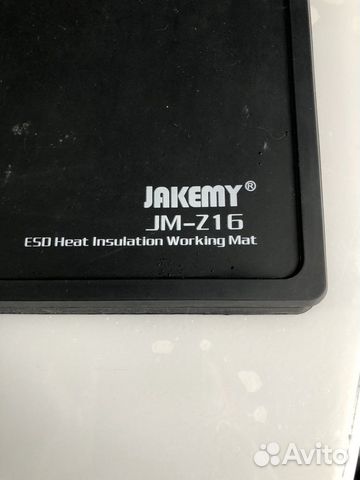 JAKEMY®
JM-Z16
ESD Heat Insulation Working Mat
Avito